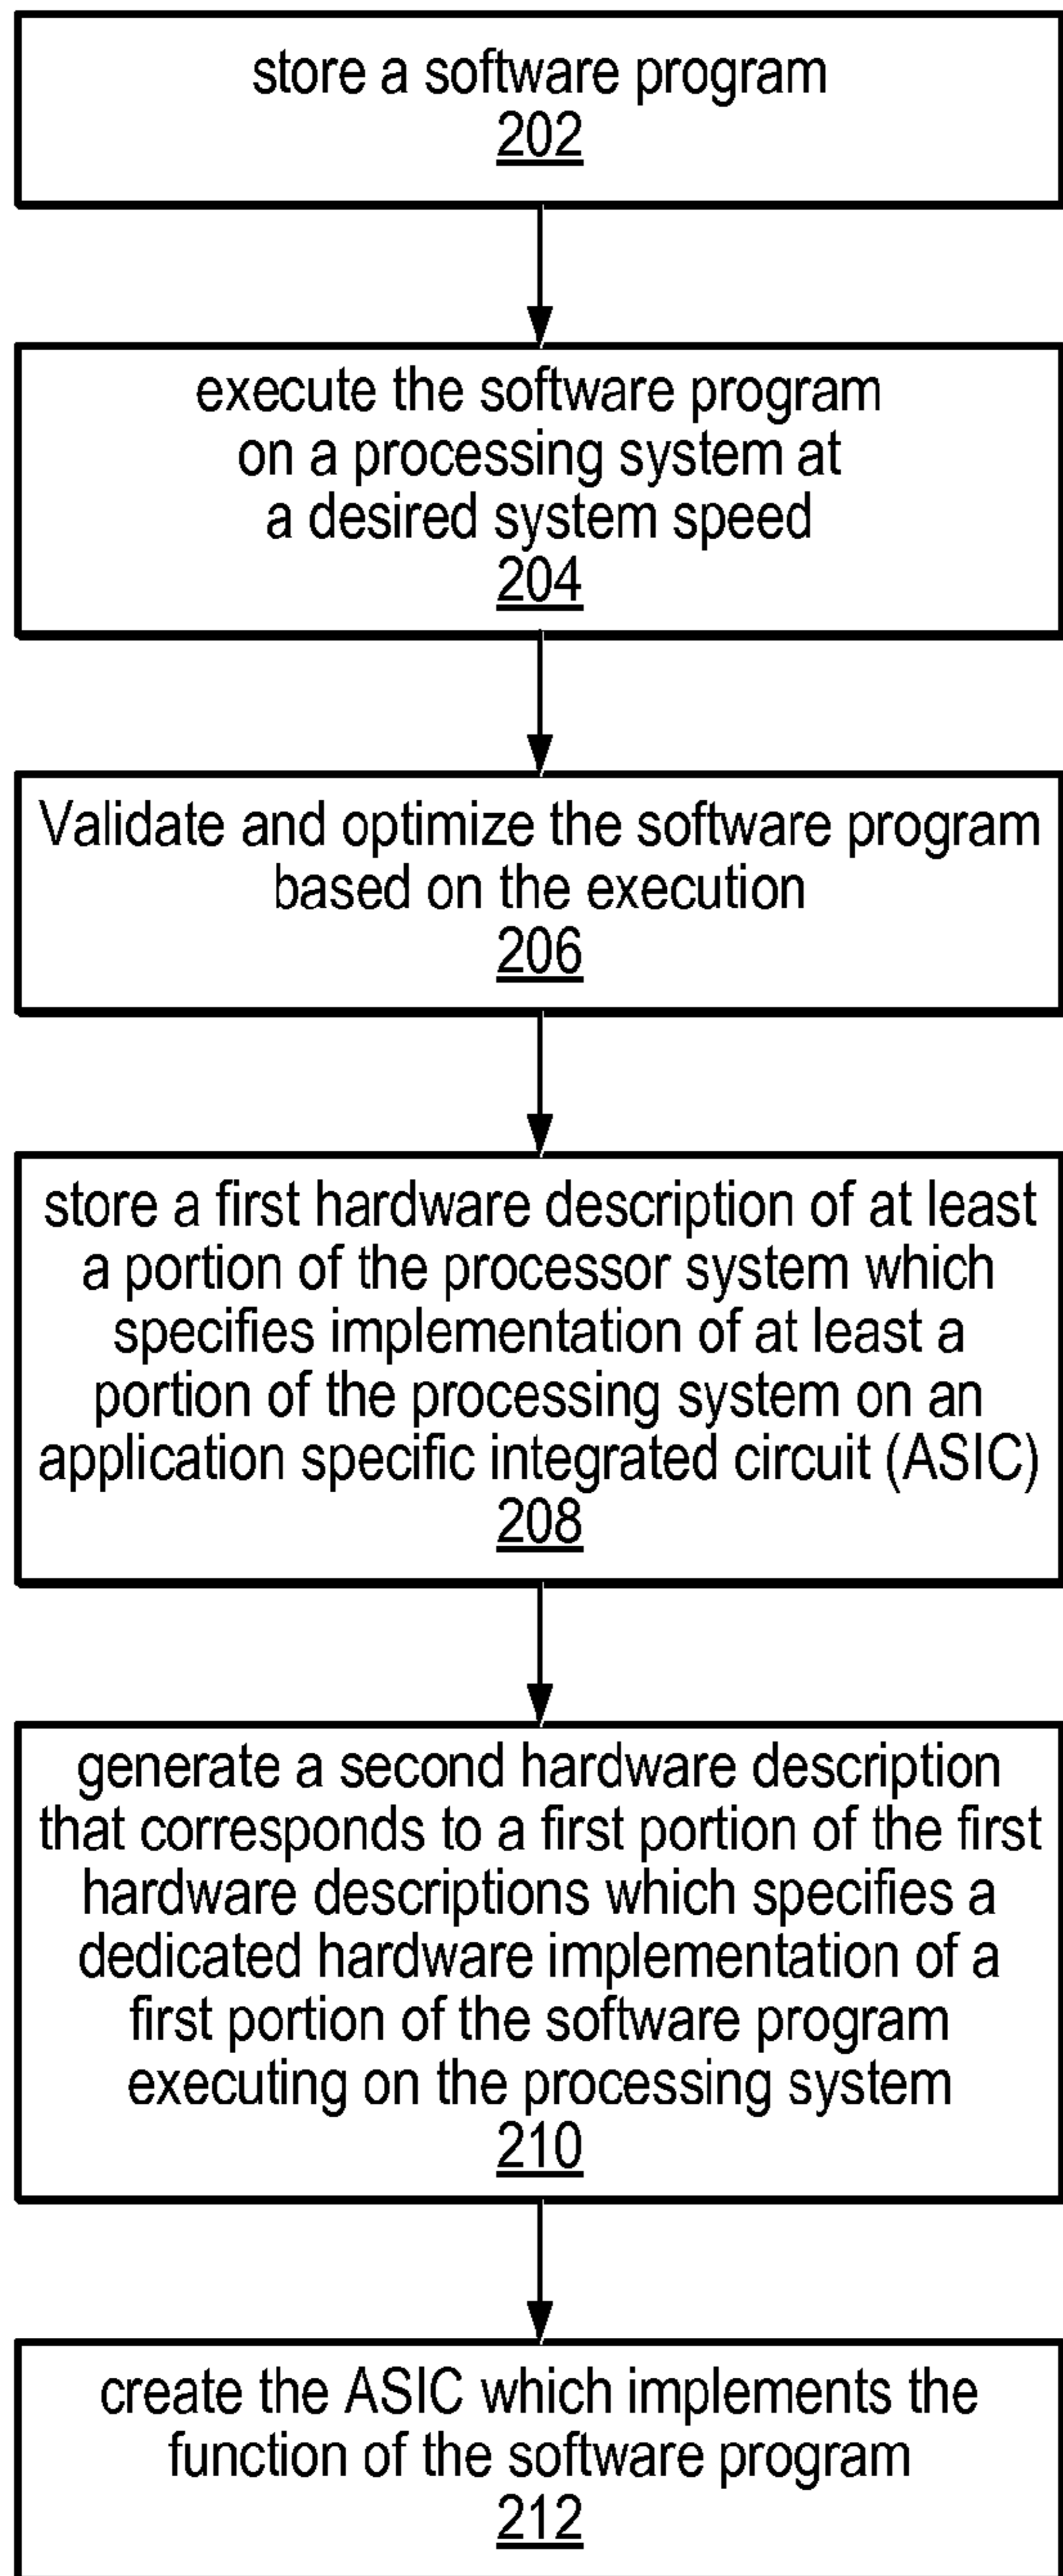 store a software program
202
execute the software program
on a processing system at
a desired system speed
204
Validate and optimize the software program
based on the execution
206
store a first hardware description of at least
a portion of the processor system which
specifies implementation of at least a
portion of the processing system on an
application specific integrated circuit (ASIC)
208
generate a second hardware description
that corresponds to a first portion of the first
hardware descriptions which specifies a
dedicated hardware implementation of a
first portion of the software program
executing on the processing system
210
create the ASIC which implements the
function of the software program
212